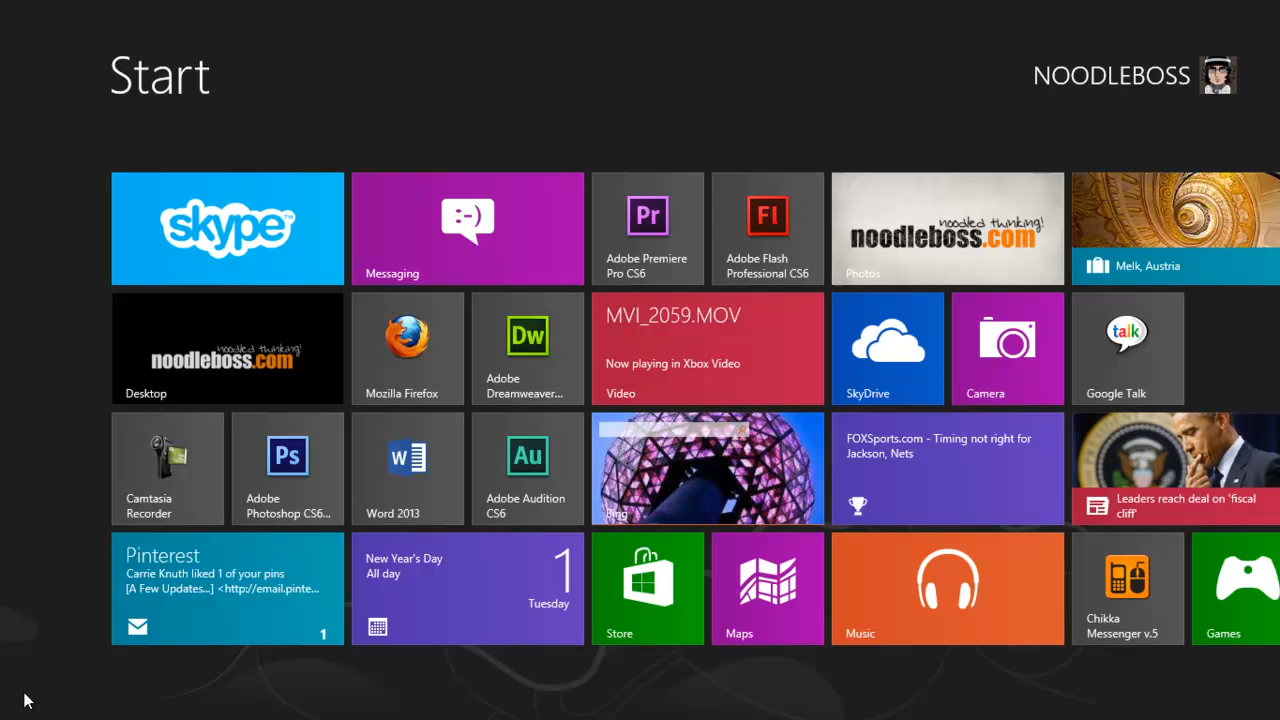 Start
NOODLEBOSS
skype™
Messaging
Pr
Adobe Premiere
Pro CS6
Fl
Adobe Flash
Professional CS6
noodled thinking!
noodleboss.com
Photos
Melk, Austria
noodled thinking!
noodleboss.com
Desktop
Mozilla Firefox
Dw
Adobe
Dreamweaver...
MVI_2059.MOV
Now playing in Xbox Video
Video
SkyDrive
Camera
talk
Google Talk
Camtasia
Recorder
Ps
Adobe
Photoshop CS6...
W
Word 2013
Au
Adobe Audition
CS6
Bing
FOXSports.com - Timing not right for
Jackson, Nets
Leaders reach deal on 'fiscal
cliff'
Pinterest
Carrie Knuth liked 1 of your pins
[A Few Updates...] <http://email.pinte...
1
New Year's Day
All day
1
Tuesday
Store
Maps
Music
Chikka
Messenger v.5
Games